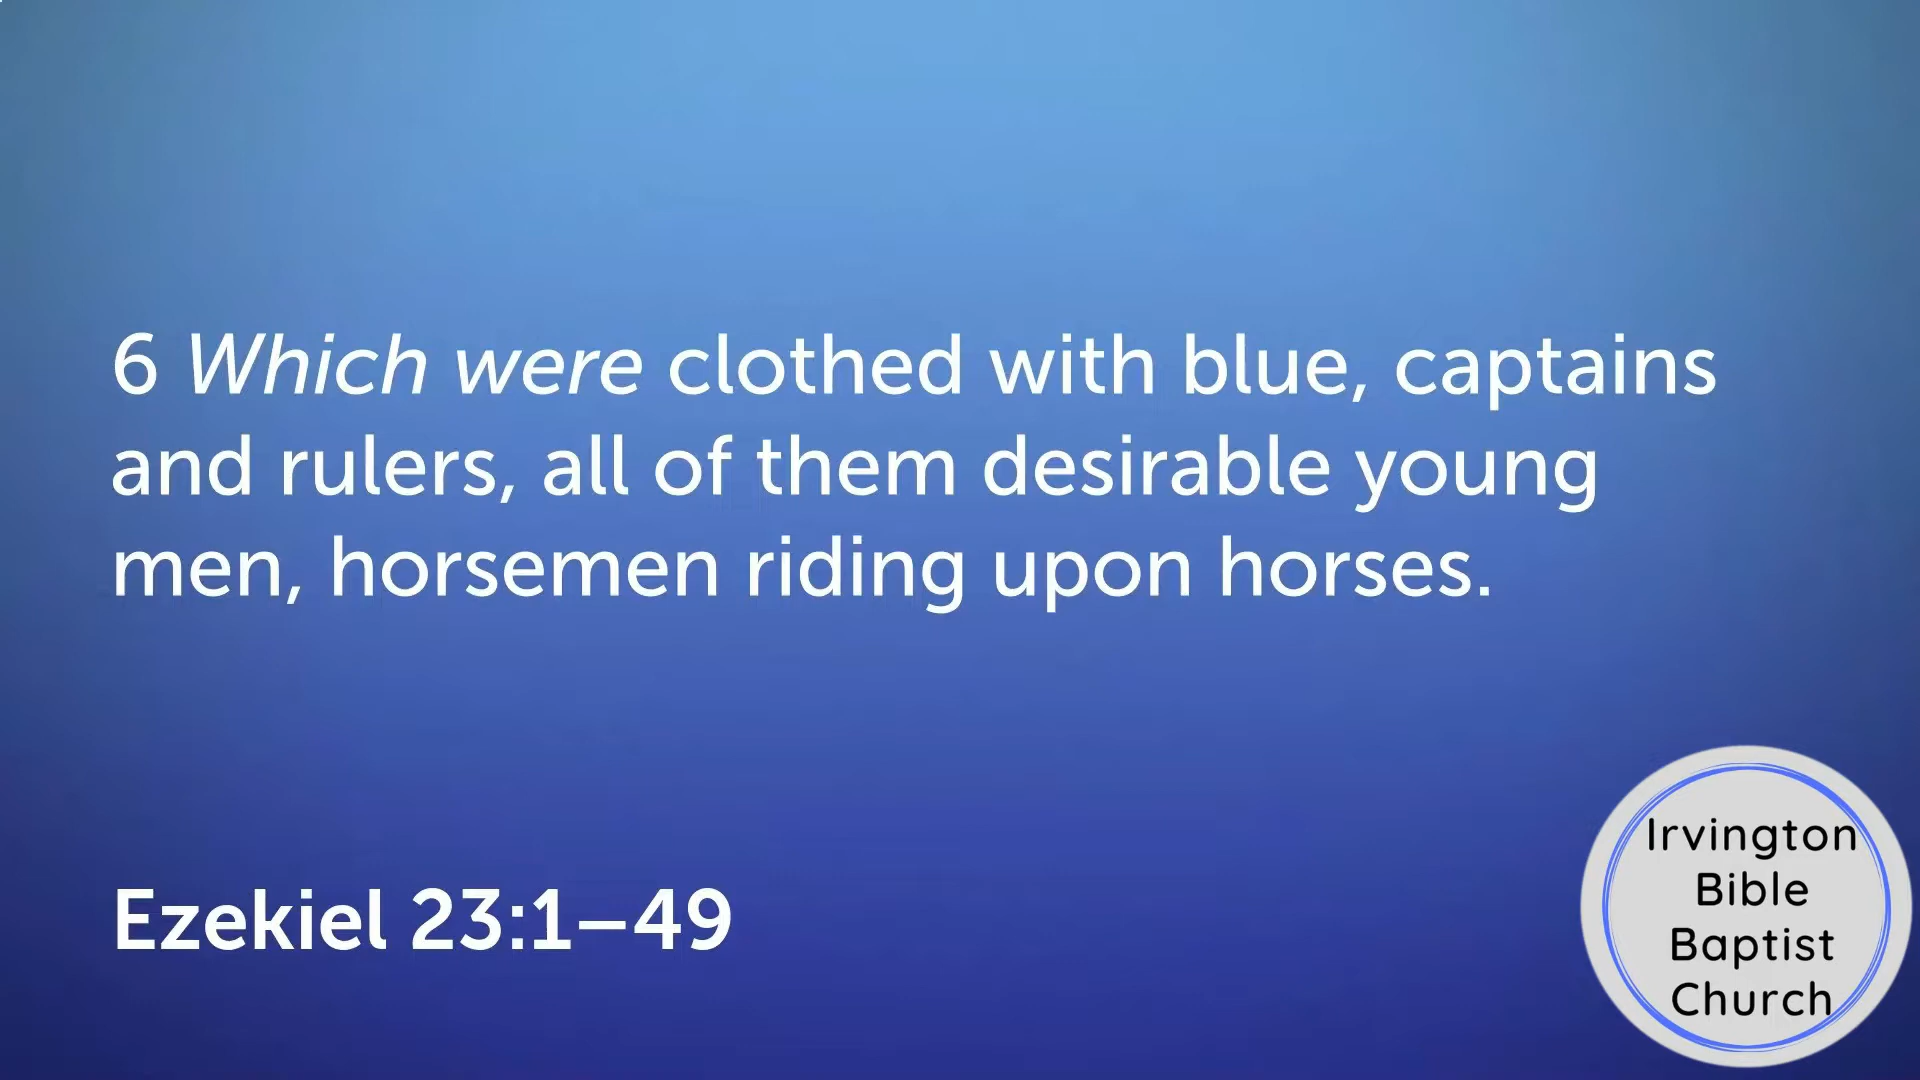 6 Which were clothed with blue, captains
and rulers, all of them desirable young
men, horsemen riding upon horses.
Ezekiel 23:1–49
Irvington
Bible
Baptist
Church